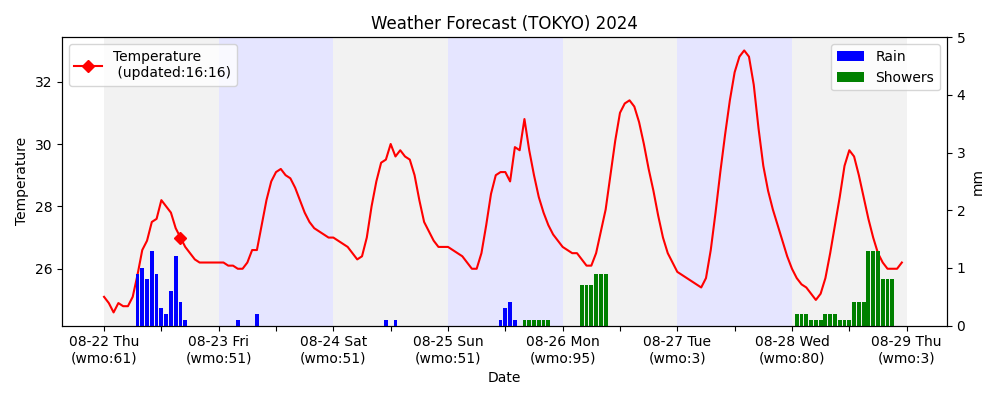 Weather Forecast (TOKYO) 2024
Temperature
(updated:16:16)
Rain
Showers
Temperature
32
30
28
26
5
4
3
2
1
0
mm
08-22 Thu
(wmo:61)
08-23 Fri
(wmo:51)
08-24 Sat
(wmo:51)
08-25 Sun
(wmo:51)
08-26 Mon
(wmo:95)
08-27 Tue
(wmo:3)
08-28 Wed
(wmo:80)
08-29 Thu
(wmo:3)
Date